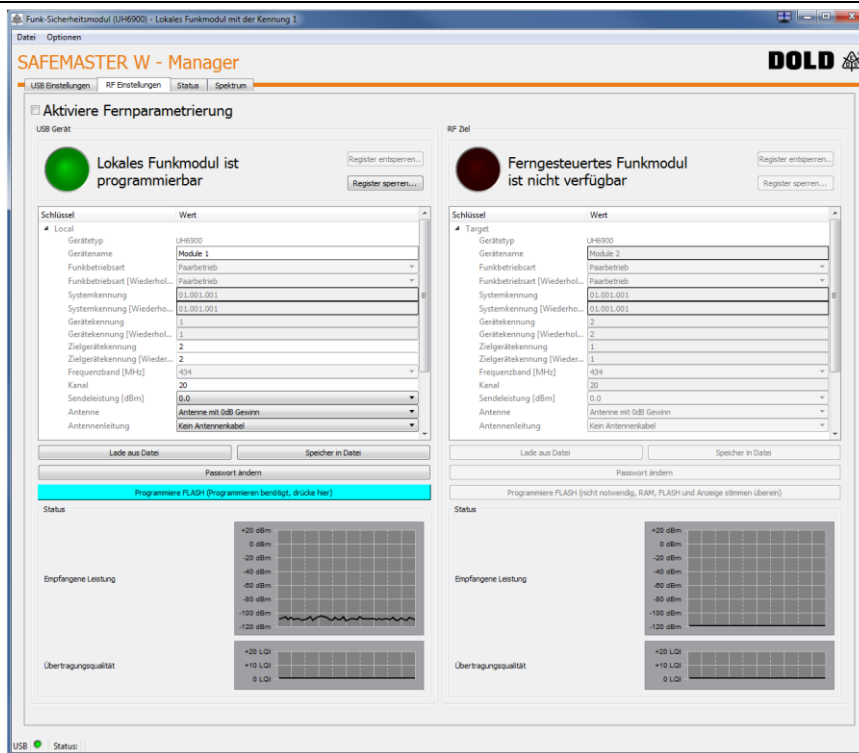 Funk-Sicherheitsmodul (UH6900) - Lokales Funkmodul mit der Kennung 1
Datei Optionen
SAFEMASTER W - Manager
DOLD
USB Einstellungen RF Einstellungen Status Spektrum
Aktiviere Fernparametrierung
USB Gerät
Lokales Funkmodul ist
programmierbar
Register entsperren...
Register sperren...
Schlüssel Wert
Local
Gerätetyp UH6900
Gerätename Module 1
Funkbetriebsart Paarbetrieb
Funkbetriebsart [Wiederhol... Paarbetrieb
Systemkennung 01.001.001
Systemkennung [Wiederho... 01.001.001
Gerätekennung 1
Gerätekennung [Wiederhol... 1
Zielgerätekennung 2
Zielgerätekennung [Wieder... 2
Frequenzband [MHz] 434
Kanal 20
Sendeleistung [dBm] 0.0
Antenne Antenne mit 0dB Gewinn
Antennenleitung Kein Antennenkabel
Lade aus Datei Speicher in Datei
Passwort ändern
Programmiere FLASH (Programmieren benötigt, drücke hier)
Status
Empfangene Leistung
+20 dBm
0 dBm
-20 dBm
-40 dBm
-60 dBm
-80 dBm
-100 dBm
-120 dBm
Übertragungsqualität
+20 LQI
+10 LQI
0 LQI
RF Ziel
Ferngesteuertes Funkmodul
ist nicht verfügbar
Register entsperren...
Register sperren...
Schlüssel Wert
Target
Gerätetyp UH6900
Gerätename Module 2
Funkbetriebsart Paarbetrieb
Funkbetriebsart [Wiederhol... Paarbetrieb
Systemkennung 01.001.001
Systemkennung [Wiederho... 01.001.001
Gerätekennung 2
Gerätekennung [Wiederhol... 2
Zielgerätekennung 1
Zielgerätekennung [Wieder... 1
Frequenzband [MHz] 434
Kanal 20
Sendeleistung [dBm] 0.0
Antenne Antenne mit 0dB Gewinn
Antennenleitung Kein Antennenkabel
Lade aus Datei Speicher in Datei
Passwort ändern
Programmiere FLASH (nicht notwendig, RAM, FLASH und Anzeige stimmen überein)
Status
Empfangene Leistung
+20 dBm
0 dBm
-20 dBm
-40 dBm
-60 dBm
-80 dBm
-100 dBm
-120 dBm
Übertragungsqualität
+20 LQI
+10 LQI
0 LQI
USB Status: